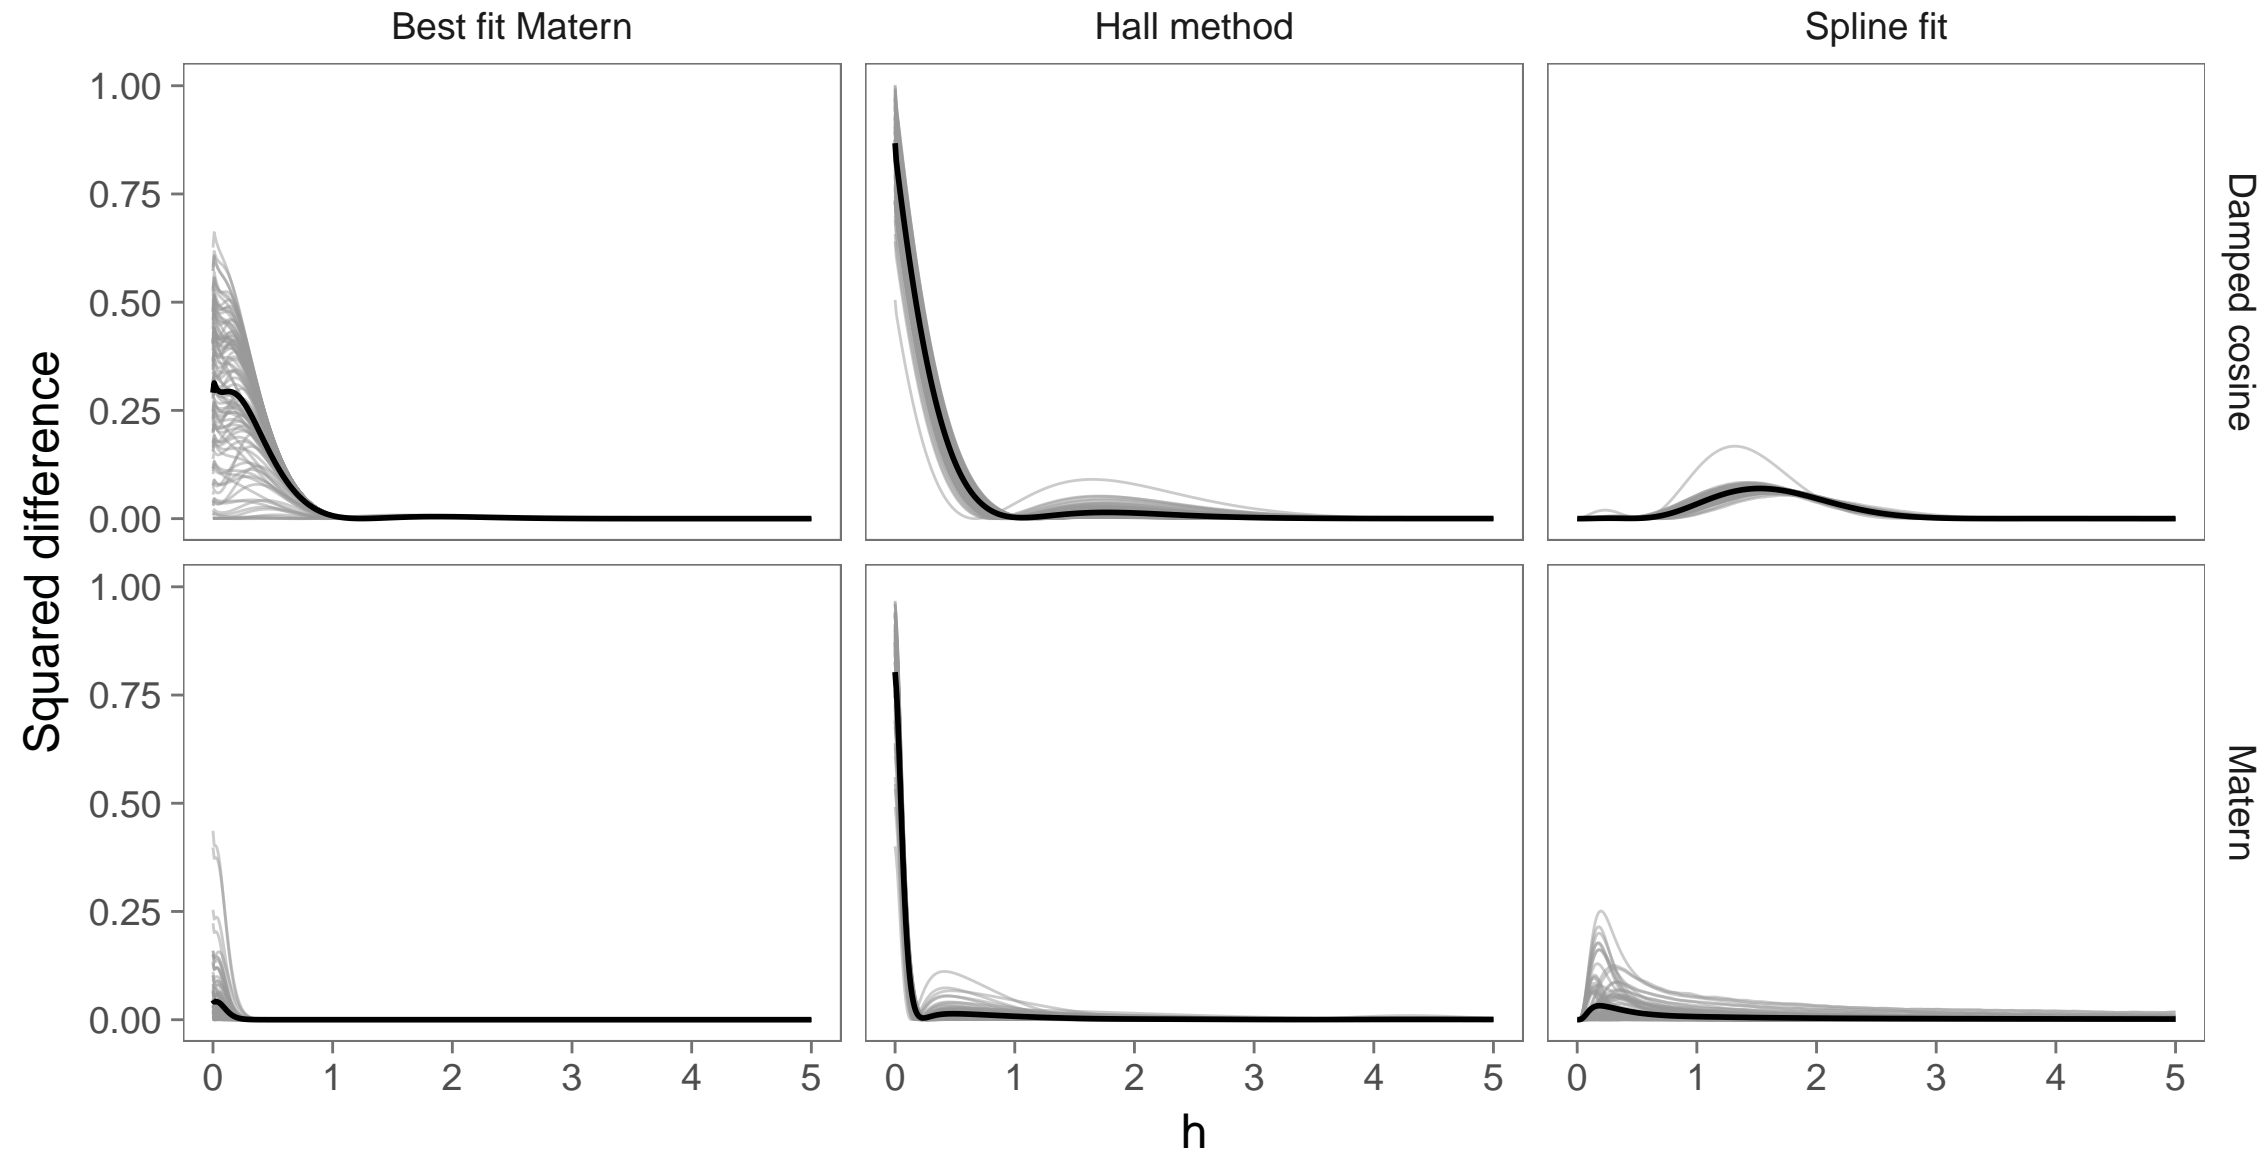 Best fit Matern
Hall method
Spline fit
Squared difference
1.00
0.75
0.50
0.25
0.00
Damped cosine
1.00
0.75
0.50
0.25
0.00
Matern
0 1 2 3 4 5
0 1 2 3 4 5
0 1 2 3 4 5
h